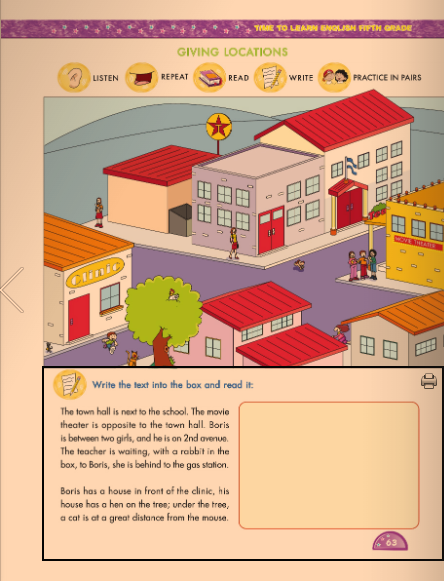 TIME TO LEARN ENGLISH FIFTH GRADE
GIVING LOCATIONS
LISTEN REPEAT READ WRITE PRACTICE IN PAIRS
MOVIE THEATER
Clinic
Write the text into the box and read it:
The town hall is next to the school. The movie
theater is opposite to the town hall. Boris
is between two girls, and he is on 2nd avenue.
The teacher is waiting, with a rabbit in the
box, to Boris, she is behind to the gas station.
Boris has a house in front of the clinic, his
house has a hen on the tree; under the tree,
a cat is at a great distance from the mouse.
63